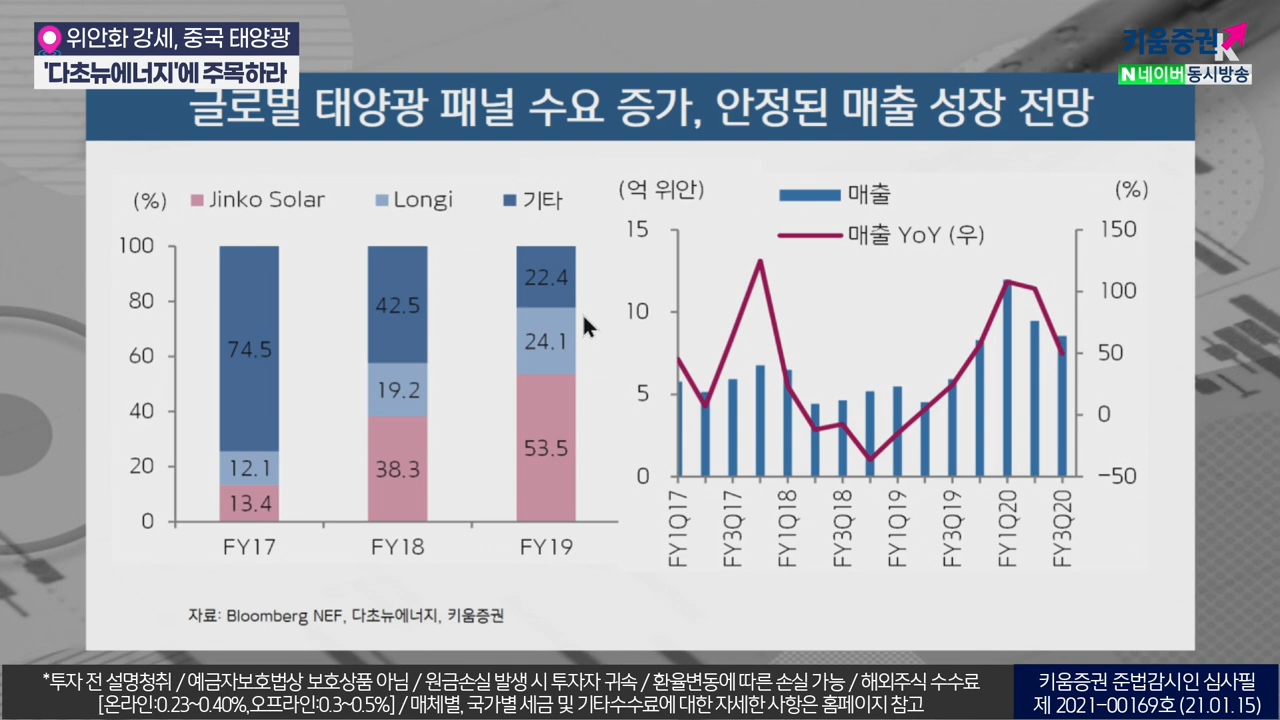 위안화 강세, 중국 태양광
'다초뉴에너지'에 주목하라
키움증권
N 네이버 동시방송
글로벌 태양광 패널 수요 증가, 안정된 매출 성장 전망
(%) Jinko Solar Longi 기타
100
80
60
40
20
0
74.5
12.1
13.4
42.5
19.2
38.3
22.4
24.1
53.5
FY17 FY18 FY19
(억 위안) 매출 (%)
매출 YoY (우)
15
10
5
0
150
100
50
0
-50
FY1Q17 FY3Q17 FY1Q18 FY3Q18 FY1Q19 FY3Q19 FY1Q20 FY3Q20
자료: Bloomberg NEF, 다초뉴에너지, 키움증권
*투자 전 설명청취 / 예금자보호법상 보호상품 아님 / 원금손실 발생 시 투자자 귀속 / 환율변동에 따른 손실 가능 / 해외주식 수수료
[온라인:0.23~0.40%,오프라인:0.3~0.5%] / 매체별, 국가별 세금 및 기타수수료에 대한 자세한 사항은 홈페이지 참고
키움증권 준법감시인 심사필
제 2021-00169호 (21.01.15)